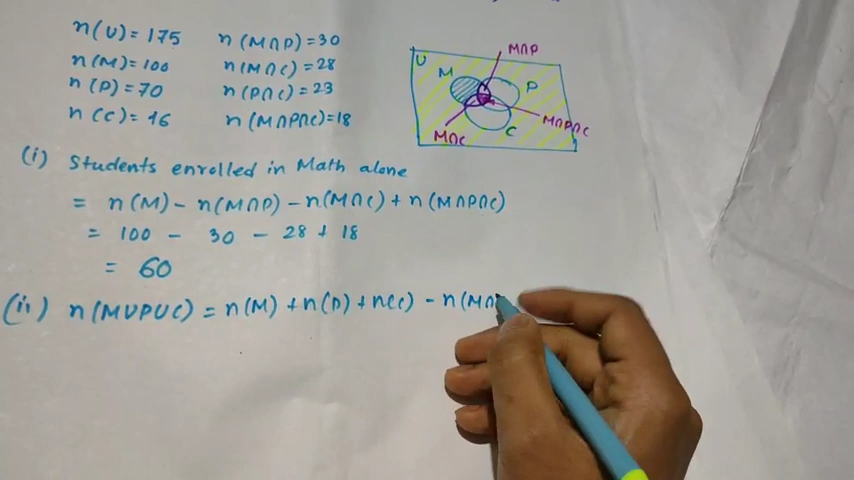 n(U) = 175 n(M∩P) = 30
n(M) = 100 n(M∩C) = 28
n(P) = 70 n(P∩C) = 23
n(C) = 16 n(M∩P∩C) = 18
U
M
P
C
M∩P
M∩P∩C
M∩C
(i) Students enrolled in Math alone
= n(M) - n(M∩P) - n(M∩C) + n(M∩P∩C)
= 100 - 30 - 28 + 18
= 60
(ii) n(MUPUC) = n(M) + n(P) + n(C) - n(M∩